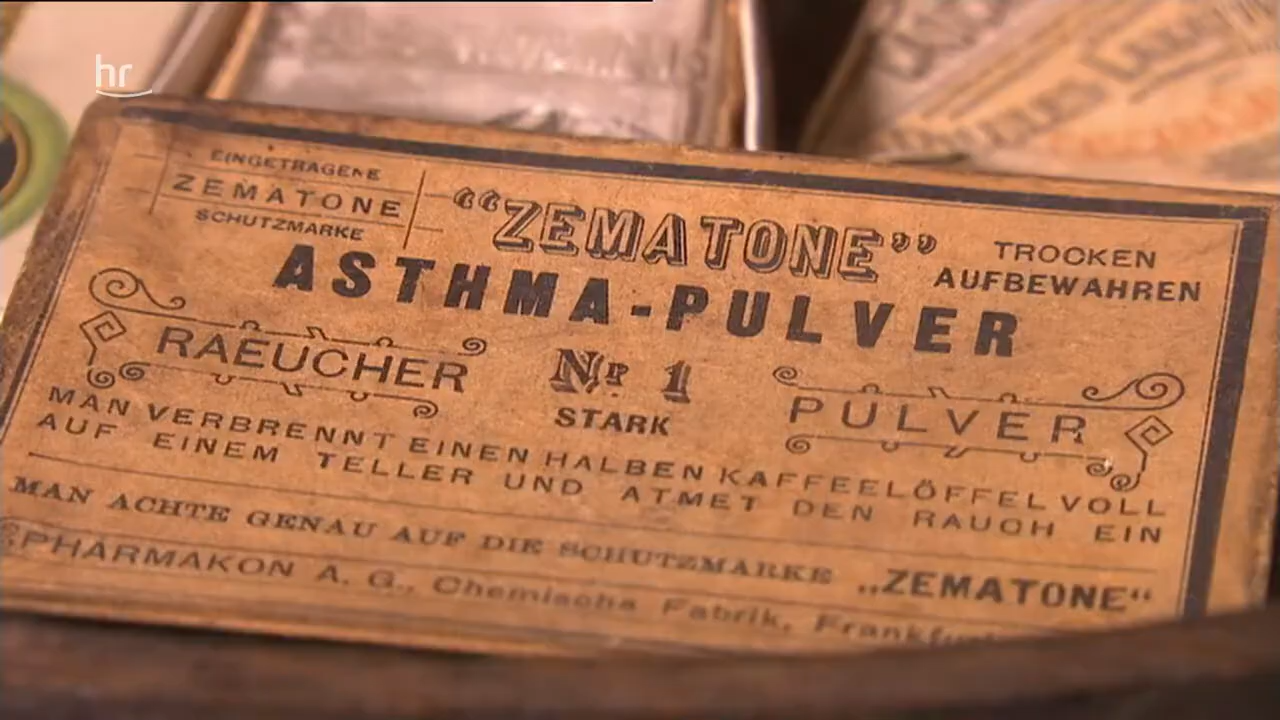 hr
EINGETRAGENE
ZEMATONE
SCHUTZMARKE
“ZEMATONE”
TROCKEN
AUFBEWAHREN
ASTHMA-PULVER
RAEUCHER
Nr 1
STARK
PULVER
MAN VERBRENNT EINEN HALBEN KAFFEELÖFFEL VOLL
AUF EINEM TELLER UND ATMET DEN RAUCH EIN
MAN ACHTE GENAU AUF DIE SCHUTZMARKE „ZEMATONE“
PHARMAKON A. G., Chemische Fabrik,